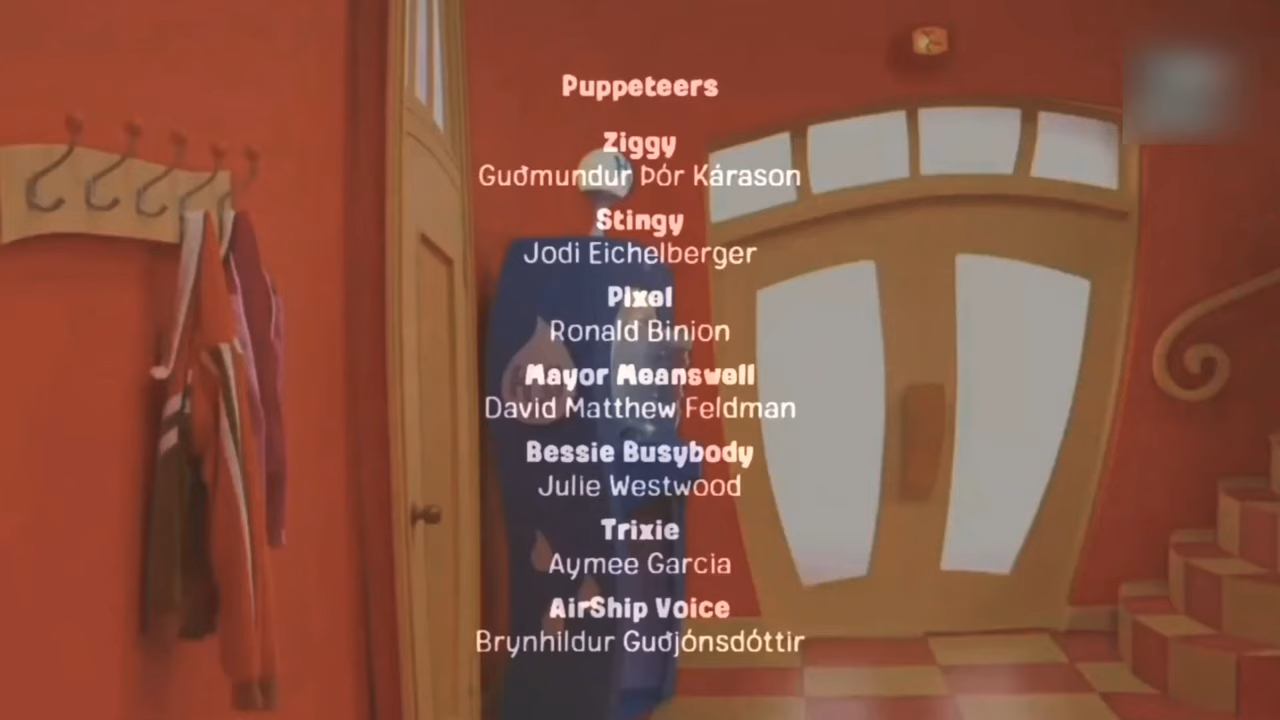 Puppeteers
Ziggy
Guðmundur Þór Kárason
Stingy
Jodi Eichelberger
Pixel
Ronald Binion
Mayor Meanswell
David Matthew Feldman
Bessie Busybody
Julie Westwood
Trixie
Aymee Garcia
AirShip Voice
Brynhildur Guðjónsdóttir